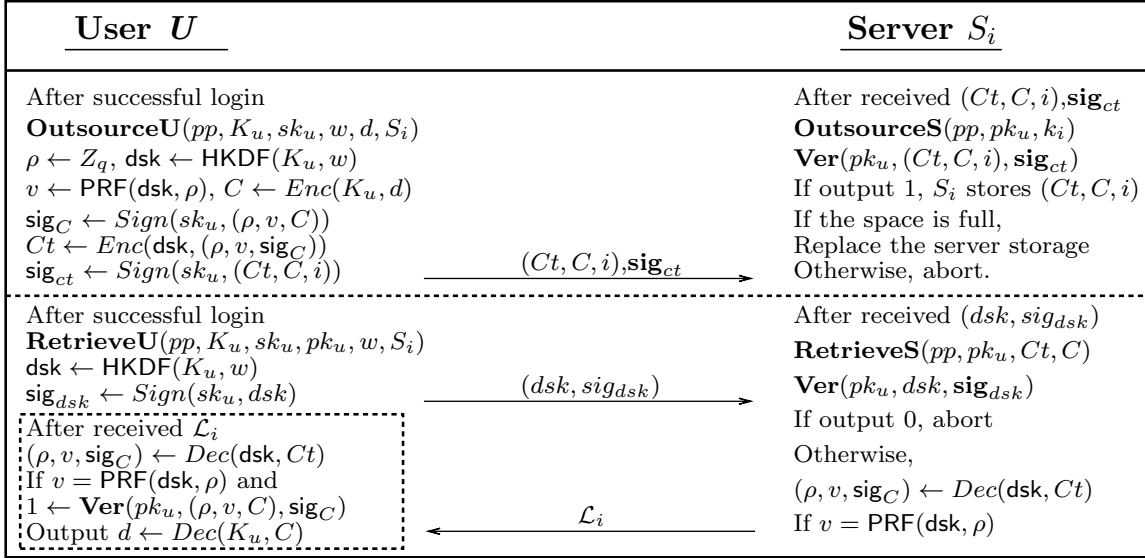 User U
Server S_i
After successful login
OutsourceU(pp, K_u, sk_u, w, d, S_i)
ρ ← Z_q, dsk ← HKDF(K_u, w)
v ← PRF(dsk, ρ), C ← Enc(K_u, d)
sig_C ← Sign(sk_u, (ρ, v, C))
Ct ← Enc(dsk, (ρ, v, sig_C))
sig_ct ← Sign(sk_u, (Ct, C, i))
(Ct, C, i),sig_ct
After received (Ct, C, i),sig_ct
OutsourceS(pp, pk_u, k_i)
Ver(pk_u, (Ct, C, i), sig_ct)
If output 1, S_i stores (Ct, C, i)
If the space is full,
Replace the server storage
Otherwise, abort.
After successful login
RetrieveU(pp, K_u, sk_u, pk_u, w, S_i)
dsk ← HKDF(K_u, w)
sig_dsk ← Sign(sk_u, dsk)
(dsk, sig_dsk)
After received (dsk, sig_dsk)
RetrieveS(pp, pk_u, Ct, C)
Ver(pk_u, dsk, sig_dsk)
If output 0, abort
Otherwise,
(ρ, v, sig_C) ← Dec(dsk, Ct)
If v = PRF(dsk, ρ)
ℒ_i
After received ℒ_i
(ρ, v, sig_C) ← Dec(dsk, Ct)
If v = PRF(dsk, ρ) and
1 ← Ver(pk_u, (ρ, v, C), sig_C)
Output d ← Dec(K_u, C)